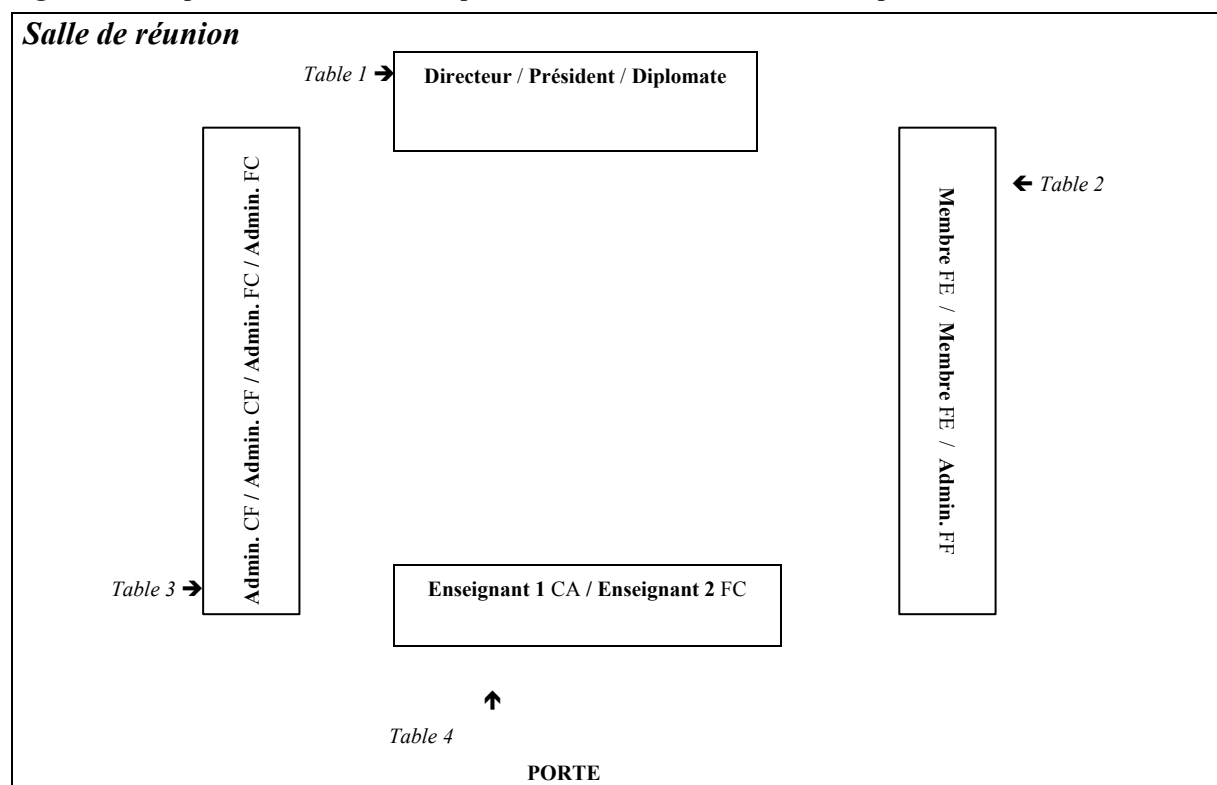 Salle de réunion
Table 1 ➔ Directeur / Président / Diplomate
Admin. CF / Admin. CF / Admin. FC / Admin. FC
Membre FE / Membre FE / Admin. FF
🡸 Table 2
Table 3 ➔
Enseignant 1 CA / Enseignant 2 FC
🡹
Table 4
PORTE